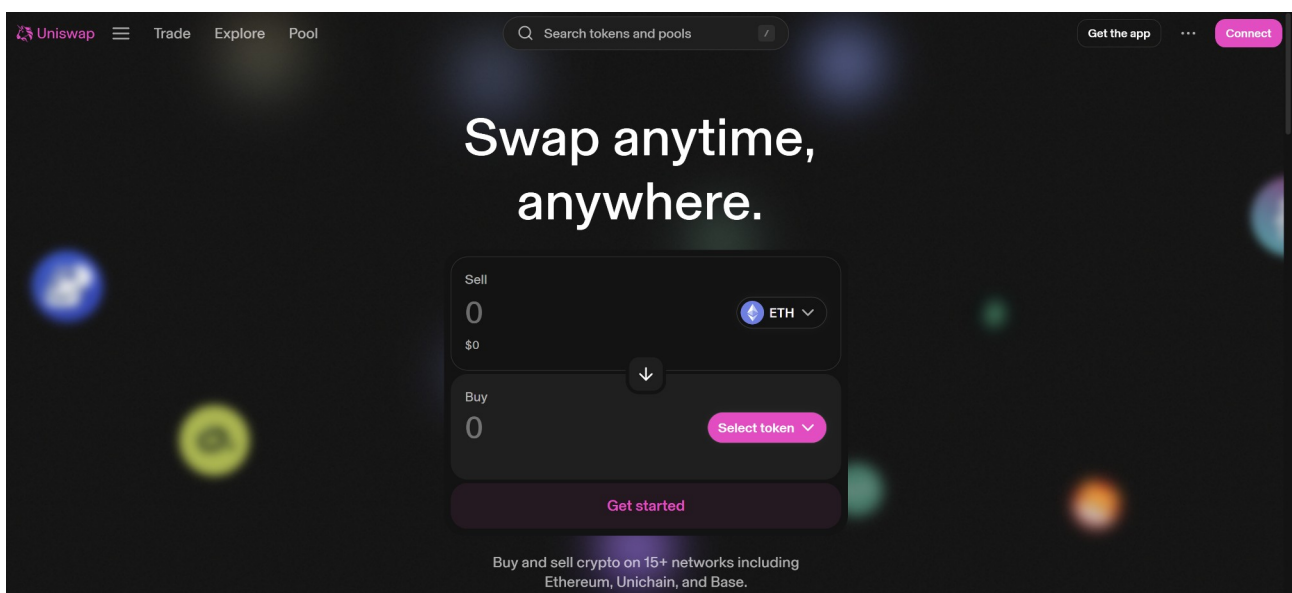 Uniswap
Trade Explore Pool
Search tokens and pools /
Get the app ··· Connect
Swap anytime,
anywhere.
Sell
0
ETH
$0
Buy
0
Select token
Get started
Buy and sell crypto on 15+ networks including
Ethereum, Unichain, and Base.